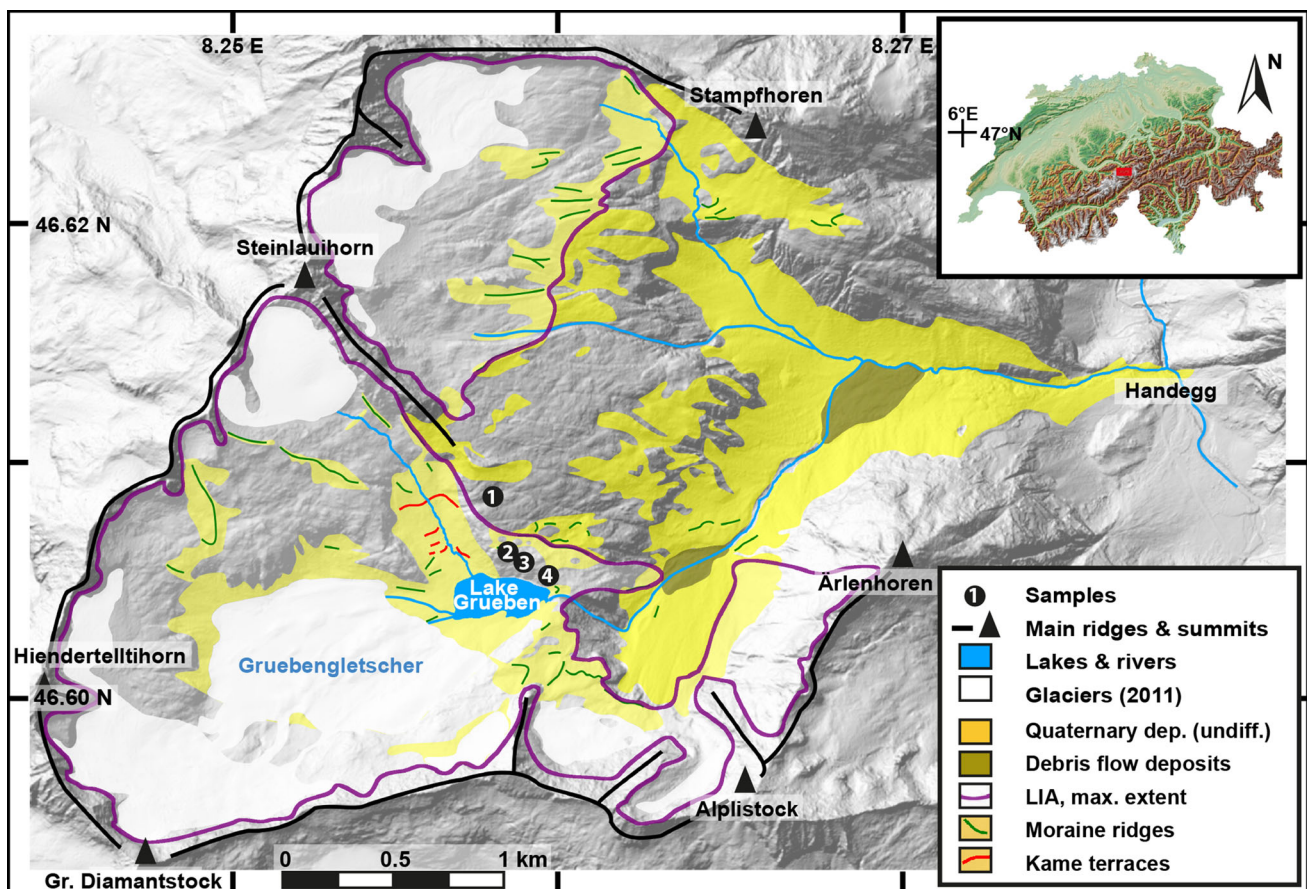 8.25 E
8.27 E
N
6°E
47°N
Stampfhoren
46.62 N
Steinlauihorn
Handegg
1
2
3
4
Lake
Grueben
Ärlenhoren
Hiendertelltihorn
Gruebengletscher
46.60 N
Alplistock
Gr. Diamantstock
0 0.5 1 km
1 Samples
Main ridges & summits
Lakes & rivers
Glaciers (2011)
Quaternary dep. (undiff.)
Debris flow deposits
LIA, max. extent
Moraine ridges
Kame terraces